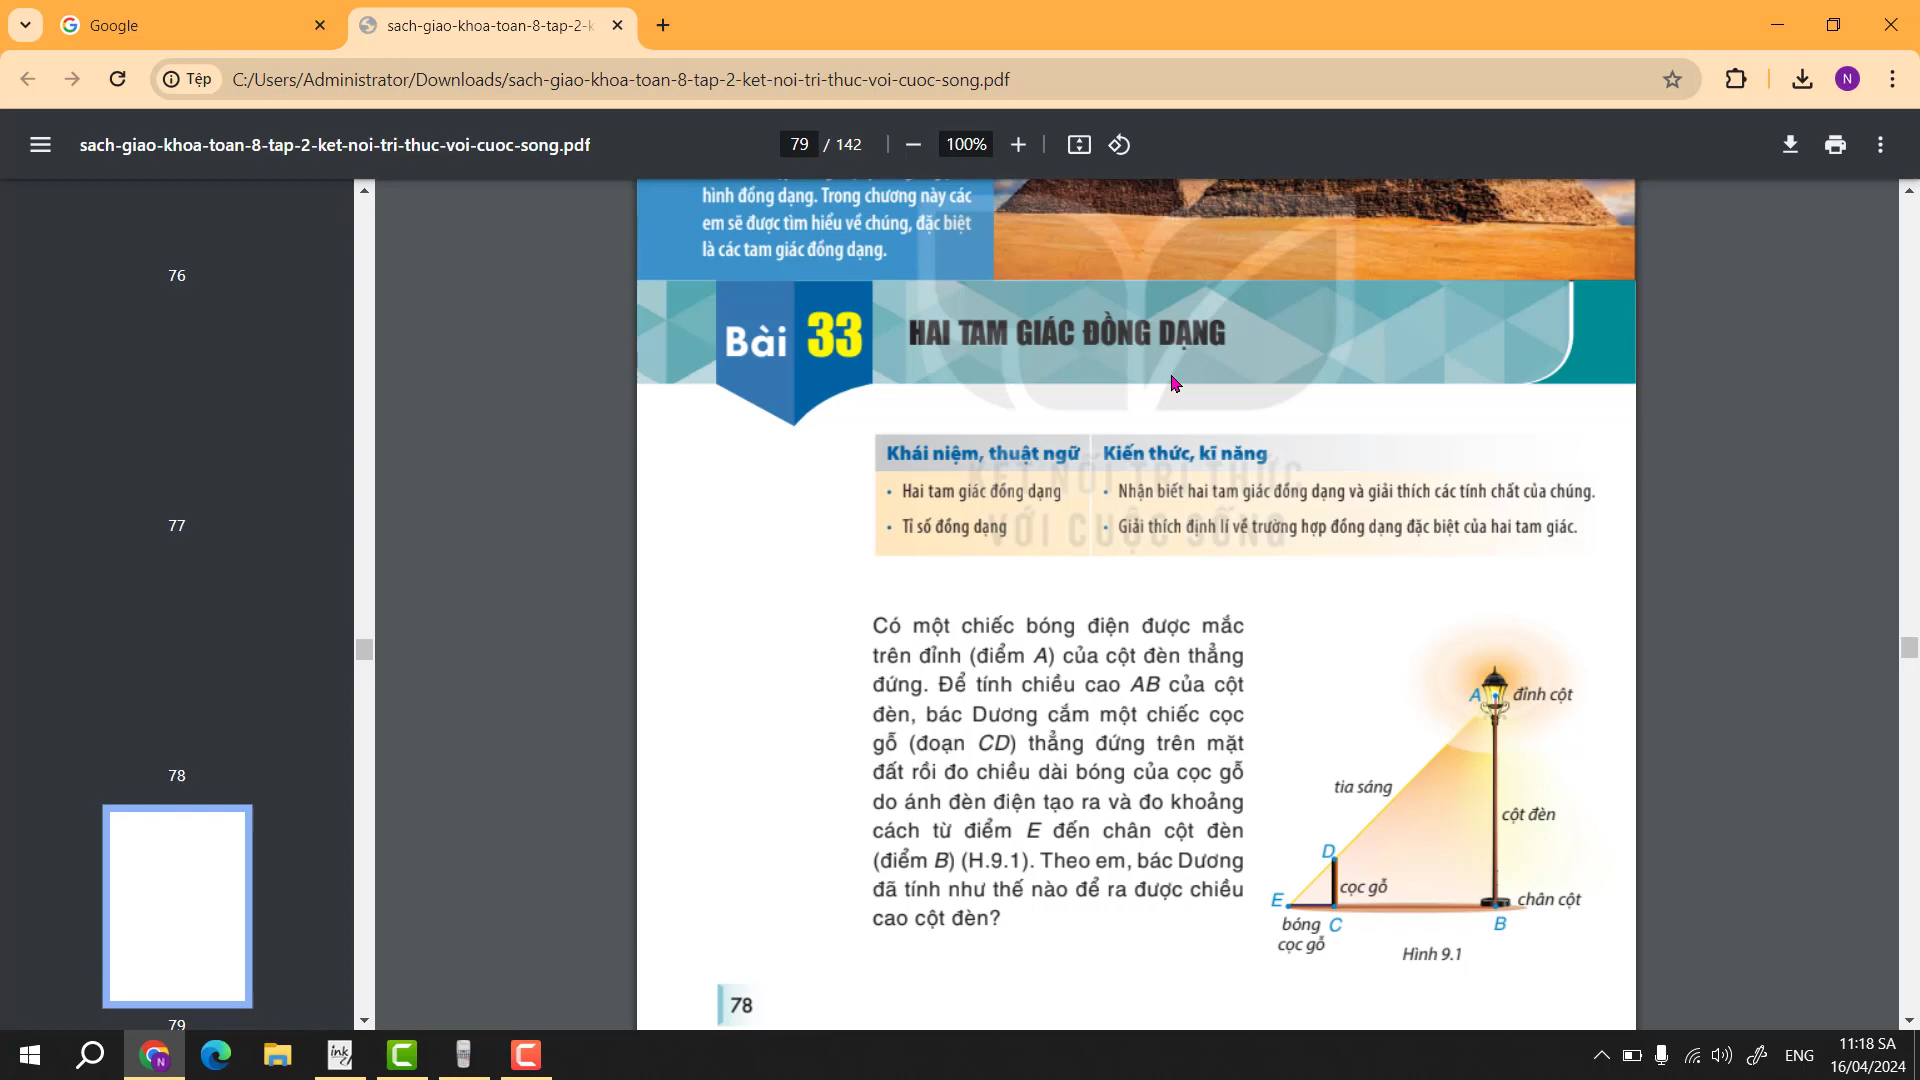 Google
sach-giao-khoa-toan-8-tap-2-k
Tệp
C:/Users/Administrator/Downloads/sach-giao-khoa-toan-8-tap-2-ket-noi-tri-thuc-voi-cuoc-song.pdf
N
sach-giao-khoa-toan-8-tap-2-ket-noi-tri-thuc-voi-cuoc-song.pdf
79 / 142
100%
76
77
78
79
hình đồng dạng. Trong chương này các
em sẽ được tìm hiểu về chúng, đặc biệt
là các tam giác đồng dạng.
Bài 33
HAI TAM GIÁC ĐỒNG DẠNG
KẾT NỐI TRI THỨC
VỚI CUỘC SỐNG
Khái niệm, thuật ngữ
Kiến thức, kĩ năng
• Hai tam giác đồng dạng
• Nhận biết hai tam giác đồng dạng và giải thích các tính chất của chúng.
• Tỉ số đồng dạng
• Giải thích định lí về trường hợp đồng dạng đặc biệt của hai tam giác.
Có một chiếc bóng điện được mắc
trên đỉnh (điểm A) của cột đèn thẳng
đứng. Để tính chiều cao AB của cột
đèn, bác Dương cắm một chiếc cọc
gỗ (đoạn CD) thẳng đứng trên mặt
đất rồi đo chiều dài bóng của cọc gỗ
do ánh đèn điện tạo ra và đo khoảng
cách từ điểm E đến chân cột đèn
(điểm B) (H.9.1). Theo em, bác Dương
đã tính như thế nào để ra được chiều
cao cột đèn?
A
đỉnh cột
tia sáng
cột đèn
D
cọc gỗ
E
chân cột
bóng
cọc gỗ
C
B
Hình 9.1
78
N
ink
ENG
11:18 SA
16/04/2024